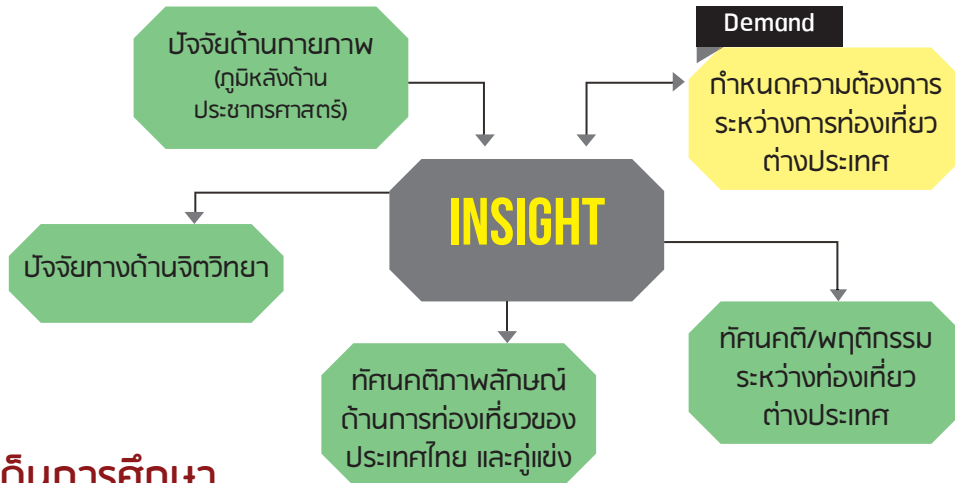 ปัจจัยด้านกายภาพ
(ภูมิหลังด้าน
ประชากรศาสตร์)
Demand
กำหนดความต้องการ
ระหว่างการท่องเที่ยว
ต่างประเทศ
INSIGHT
ปัจจัยทางด้านจิตวิทยา
ทัศนคติภาพลักษณ์
ด้านการท่องเที่ยวของ
ประเทศไทย และคู่แข่ง
ทัศนคติ/พฤติกรรม
ระหว่างท่องเที่ยว
ต่างประเทศ
การศึกษา